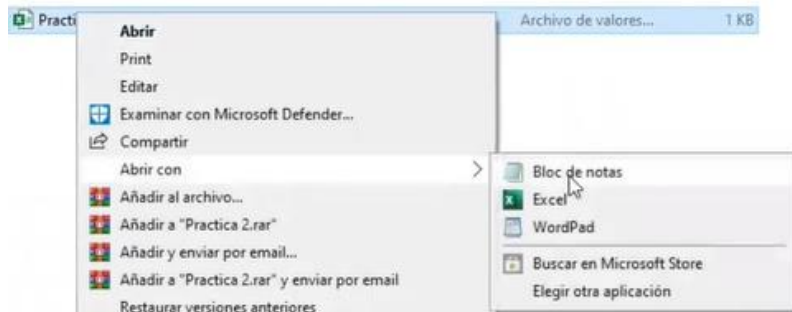 Practi
Archivo de valores...
1 KB
Abrir
Print
Editar
Examinar con Microsoft Defender...
Compartir
Abrir con
Añadir al archivo...
Añadir a "Practica 2.rar"
Añadir y enviar por email...
Añadir a "Practica 2.rar" y enviar por email
Restaurar versiones anteriores
Bloc de notas
Excel
WordPad
Buscar en Microsoft Store
Elegir otra aplicación